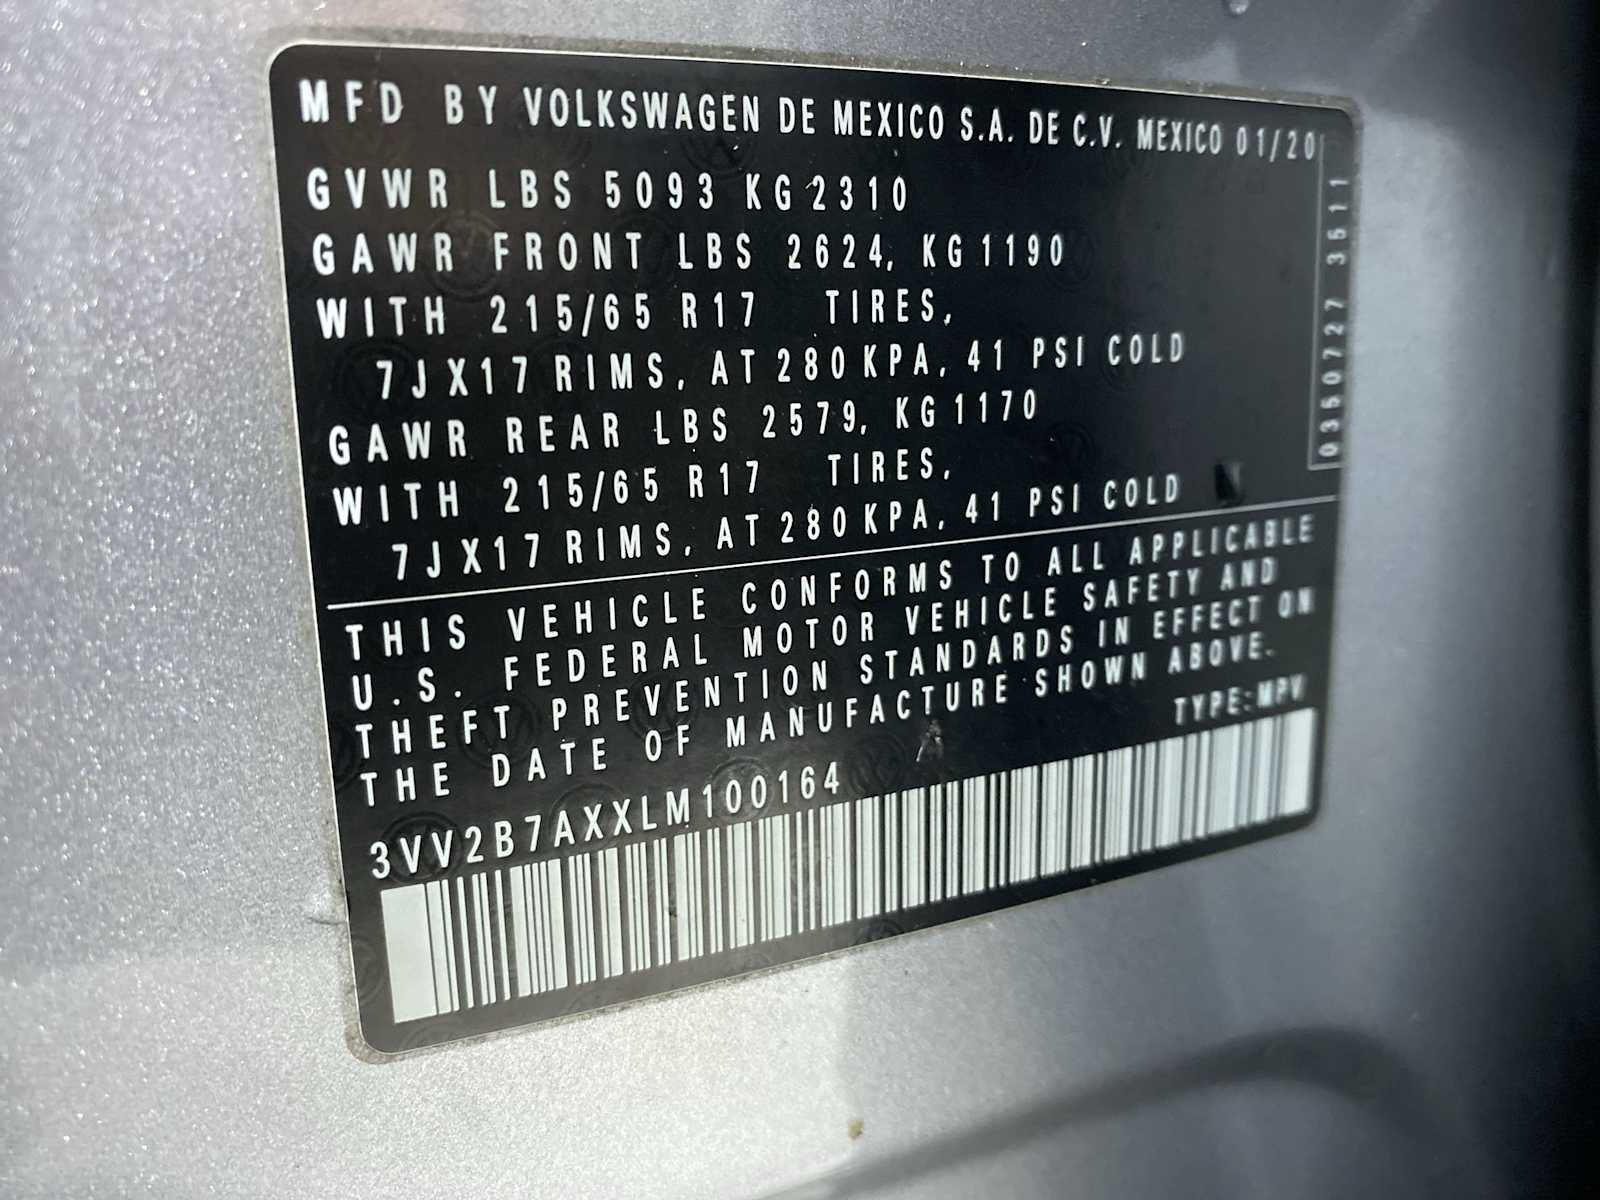 MFD BY VOLKSWAGEN DE MEXICO S.A. DE C.V. MEXICO 01/20
GVWR LBS 5093 KG 2310
GAWR FRONT LBS 2624, KG 1190
WITH 215/65 R17 TIRES,
7J X17 RIMS, AT 280 KPA, 41 PSI COLD
GAWR REAR LBS 2579, KG 1170
WITH 215/65 R17 TIRES,
7J X17 RIMS, AT 280 KPA, 41 PSI COLD
0350727 3511
THIS VEHICLE CONFORMS TO ALL APPLICABLE
U.S. FEDERAL MOTOR VEHICLE SAFETY AND
THEFT PREVENTION STANDARDS IN EFFECT ON
THE DATE OF MANUFACTURE SHOWN ABOVE.
TYPE: MPV
3VV2B7AXXLM100164